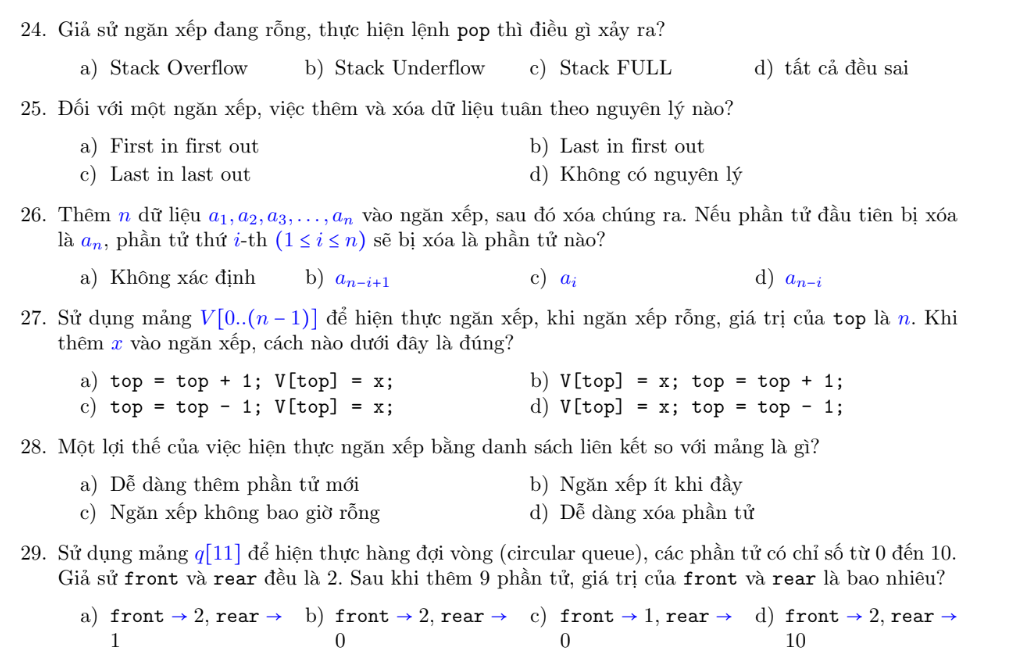 24. Giả sử ngăn xếp đang rỗng, thực hiện lệnh pop thì điều gì xảy ra?
a) Stack Overflow b) Stack Underflow c) Stack FULL d) tất cả đều sai
25. Đối với một ngăn xếp, việc thêm và xóa dữ liệu tuân theo nguyên lý nào?
a) First in first out b) Last in first out
c) Last in last out d) Không có nguyên lý
26. Thêm n dữ liệu a₁, a₂, a₃, . . . , aₙ vào ngăn xếp, sau đó xóa chúng ra. Nếu phần tử đầu tiên bị xóa
là aₙ, phần tử thứ i-th (1 ≤ i ≤ n) sẽ bị xóa là phần tử nào?
a) Không xác định b) aₙ₋ᵢ₊₁ c) aᵢ d) aₙ₋ᵢ
27. Sử dụng mảng V[0..(n − 1)] để hiện thực ngăn xếp, khi ngăn xếp rỗng, giá trị của top là n. Khi
thêm x vào ngăn xếp, cách nào dưới đây là đúng?
a) top = top + 1; V[top] = x; b) V[top] = x; top = top + 1;
c) top = top - 1; V[top] = x; d) V[top] = x; top = top - 1;
28. Một lợi thế của việc hiện thực ngăn xếp bằng danh sách liên kết so với mảng là gì?
a) Dễ dàng thêm phần tử mới b) Ngăn xếp ít khi đầy
c) Ngăn xếp không bao giờ rỗng d) Dễ dàng xóa phần tử
29. Sử dụng mảng q[11] để hiện thực hàng đợi vòng (circular queue), các phần tử có chỉ số từ 0 đến 10.
Giả sử front và rear đều là 2. Sau khi thêm 9 phần tử, giá trị của front và rear là bao nhiêu?
a) front → 2, rear → b) front → 2, rear → c) front → 1, rear → d) front → 2, rear →
1 0 0 10